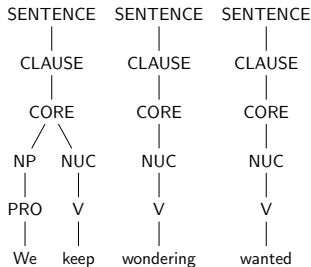 SENTENCE SENTENCE SENTENCE
CLAUSE CLAUSE CLAUSE
CORE CORE CORE
NP NUC NUC NUC
PRO V V V
We keep wondering wanted